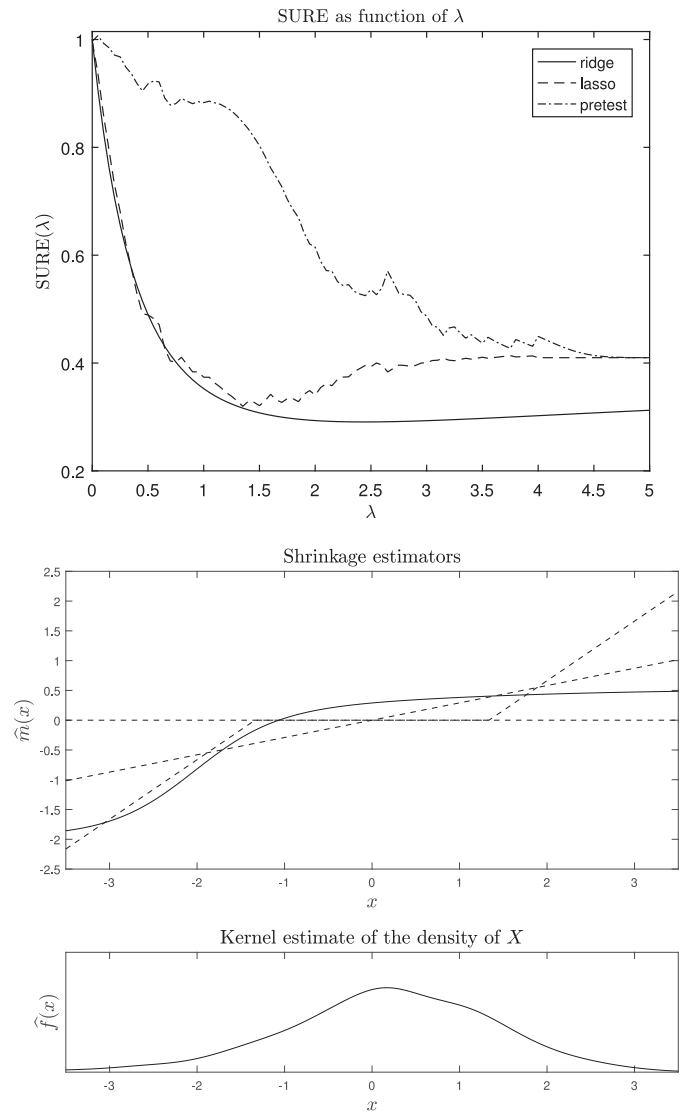 SURE as function of λ
1
0.8
0.6
0.4
0.2
SURE(λ)
ridge
lasso
pretest
0 0.5 1 1.5 2 2.5 3 3.5 4 4.5 5
λ
Shrinkage estimators
2.5
2
1.5
1
0.5
0
-0.5
-1
-1.5
-2
-2.5
m̂(x)
-3 -2 -1 0 1 2 3
x
Kernel estimate of the density of X
f̂(x)
-3 -2 -1 0 1 2 3
x